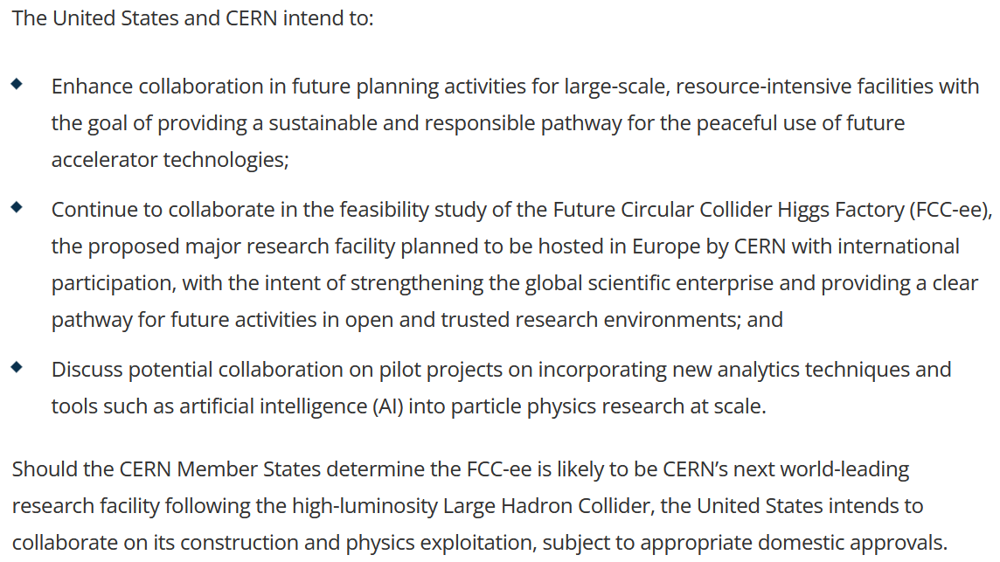 The United States and CERN intend to:
Enhance collaboration in future planning activities for large-scale, resource-intensive facilities with
the goal of providing a sustainable and responsible pathway for the peaceful use of future
accelerator technologies;
Continue to collaborate in the feasibility study of the Future Circular Collider Higgs Factory (FCC-ee),
the proposed major research facility planned to be hosted in Europe by CERN with international
participation, with the intent of strengthening the global scientific enterprise and providing a clear
pathway for future activities in open and trusted research environments; and
Discuss potential collaboration on pilot projects on incorporating new analytics techniques and
tools such as artificial intelligence (AI) into particle physics research at scale.
Should the CERN Member States determine the FCC-ee is likely to be CERN’s next world-leading
research facility following the high-luminosity Large Hadron Collider, the United States intends to
collaborate on its construction and physics exploitation, subject to appropriate domestic approvals.